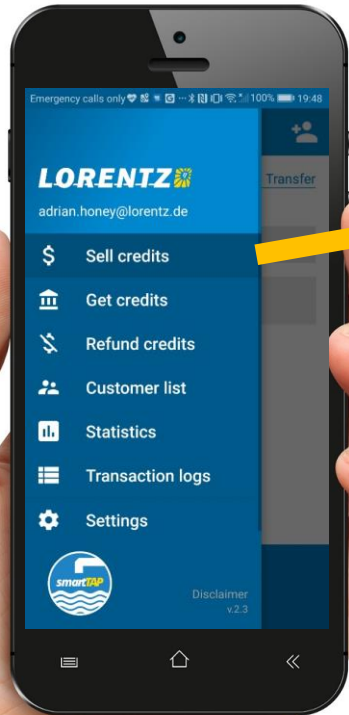 Emergency calls only 100% 19:48
LORENTZ
Transfer
adrian.honey@lorentz.de
Sell credits
Get credits
Refund credits
Customer list
Statistics
Transaction logs
Settings
smartTAP
Disclaimer
v.2.3